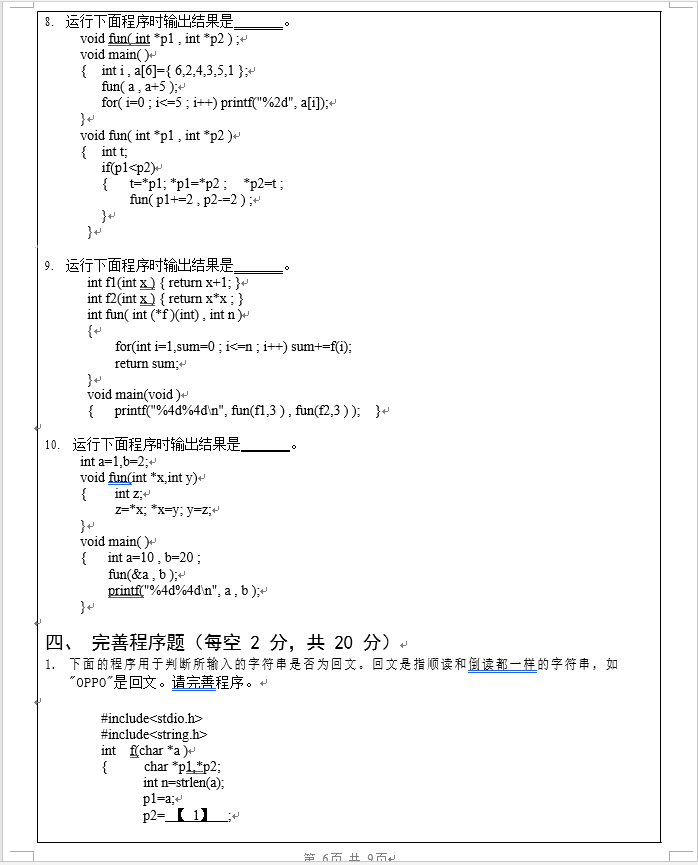 8. 运行下面程序时输出结果是_______。
void fun( int *p1 , int *p2 ) ;
void main( )
{ int i , a[6]={ 6,2,4,3,5,1 };
fun( a , a+5 );
for( i=0 ; i<=5 ; i++) printf("%2d", a[i]);
}
void fun( int *p1 , int *p2 )
{ int t;
if(p1<p2)
{ t=*p1; *p1=*p2 ; *p2=t ;
fun( p1+=2 , p2-=2 ) ;
}
}
9. 运行下面程序时输出结果是_______。
int f1(int x ) { return x+1; }
int f2(int x ) { return x*x ; }
int fun( int (*f )(int) , int n )
{
for(int i=1,sum=0 ; i<=n ; i++) sum+=f(i);
return sum;
}
void main(void )
{ printf("%4d%4d\n", fun(f1,3 ) , fun(f2,3 ) ); }
10. 运行下面程序时输出结果是_______。
int a=1,b=2;
void fun(int *x,int y)
{ int z;
z=*x; *x=y; y=z;
}
void main( )
{ int a=10 , b=20 ;
fun(&a , b );
printf("%4d%4d\n", a , b );
}
四、 完善程序题（每空 2 分，共 20 分）
1. 下面的程序用于判断所输入的字符串是否为回文。回文是指顺读和倒读都一样的字符串，如
"OPPO"是回文。请完善程序。
#include<stdio.h>
#include<string.h>
int f(char *a )
{ char *p1,*p2;
int n=strlen(a);
p1=a;
p2= 【 1】 ;
第 6页 共 9页